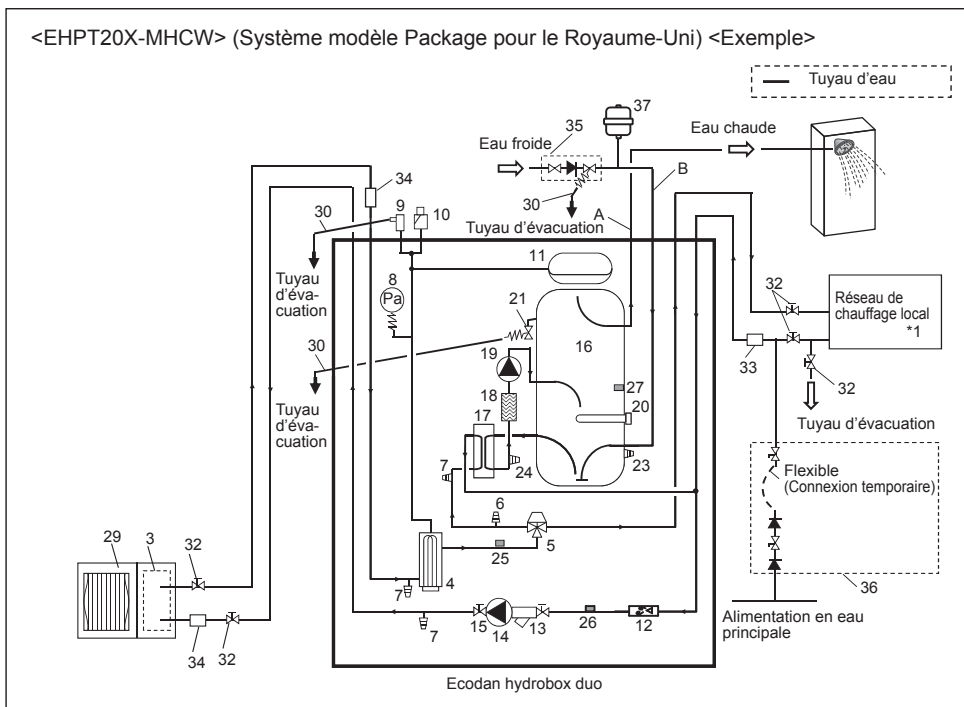 <EHPT20X-MHCW> (Système modèle Package pour le Royaume-Uni) <Exemple>
Tuyau d'eau
37
35
Eau froide
Eau chaude
34
B
30
9
10
30
A
Tuyau d'évacuation
11
Tuyau
d'éva-
cuation
8
Pa
21
32
Réseau de
chauffage local
*1
16
30
19
33
32
27
18
20
Tuyau
d'éva-
cuation
17
Tuyau d'évacuation
7
24
23
Flexible
(Connexion temporaire)
6
29
3
32
25
5
4
7
36
7
15
14
13
26
12
Alimentation en eau
principale
34
32
Ecodan hydrobox duo